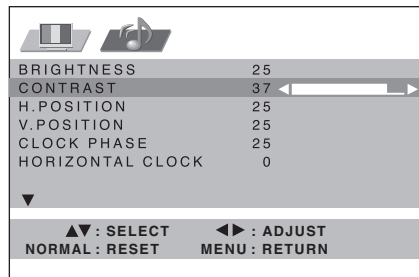 BRIGHTNESS 25
CONTRAST 37
H.POSITION 25
V.POSITION 25
CLOCK PHASE 25
HORIZONTAL CLOCK 0
▼
▲▼: SELECT ◀▶: ADJUST
NORMAL: RESET MENU: RETURN